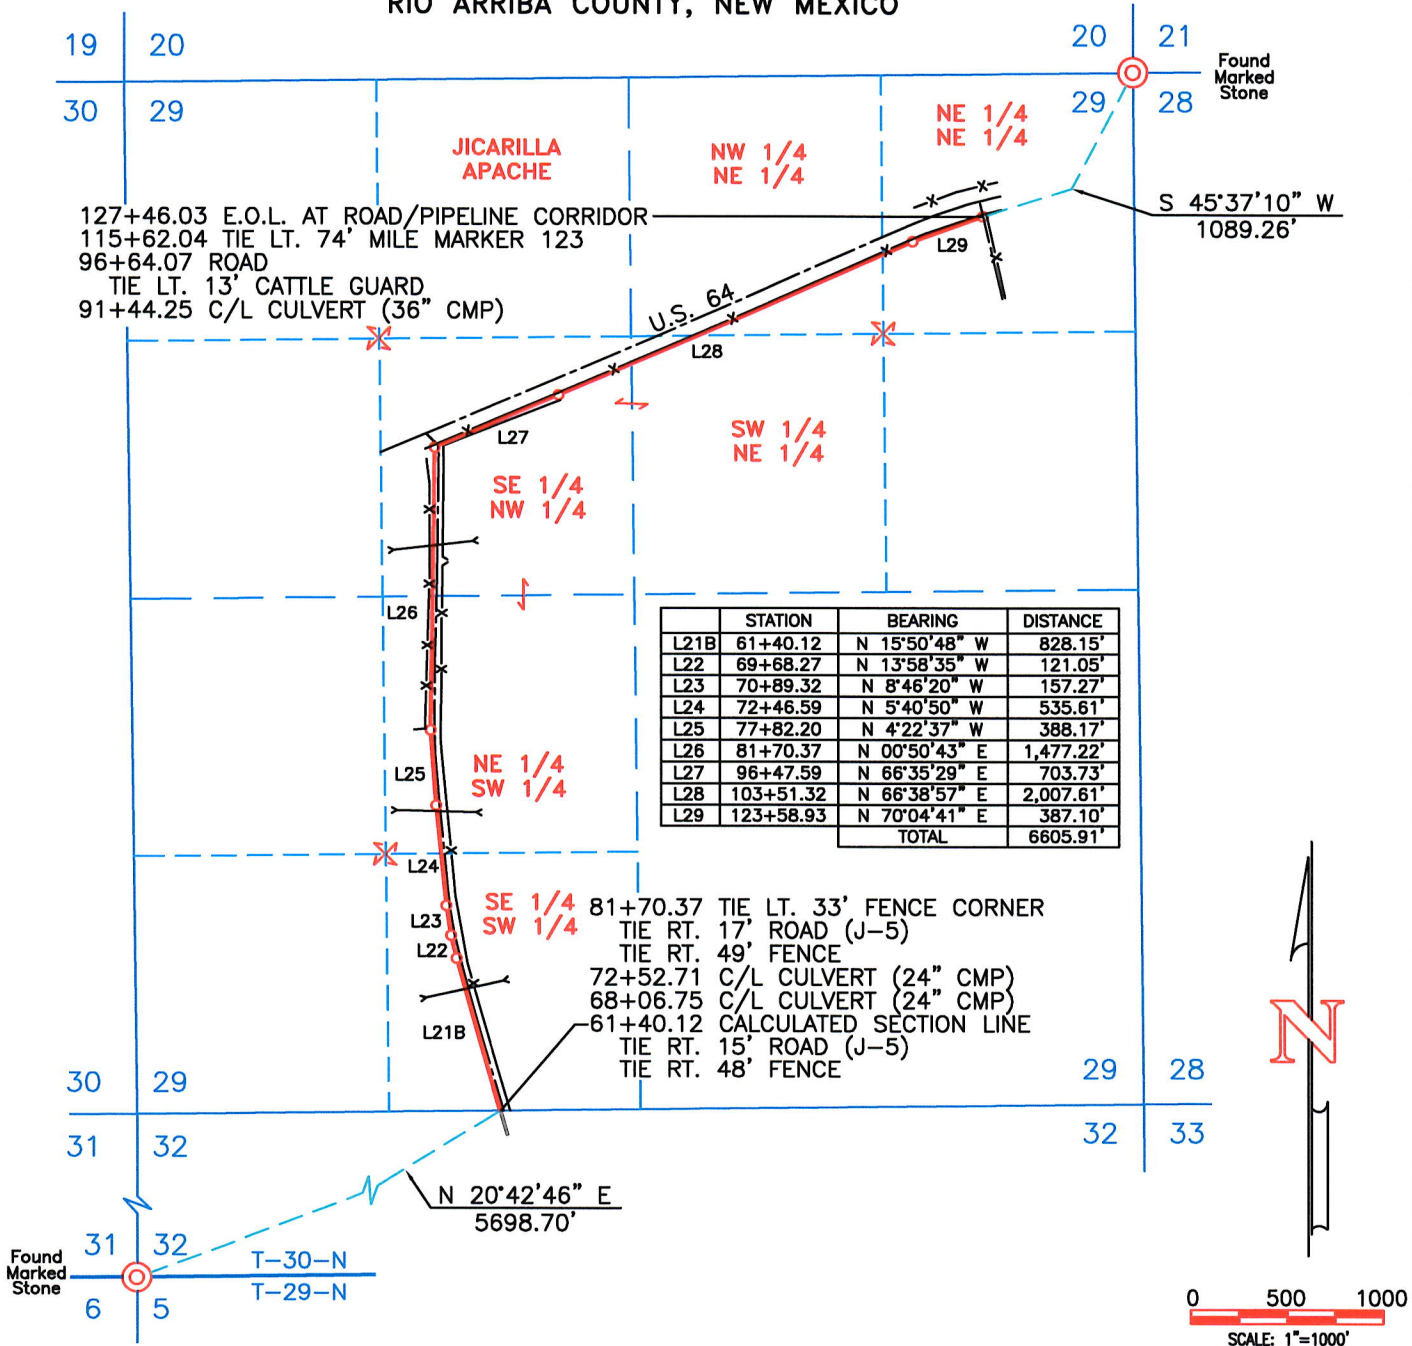 RIO ARRIBA COUNTY, NEW MEXICO
19 20
20 21
30 29
29 28
Found
Marked
Stone
JICARILLA
APACHE
NW 1/4
NE 1/4
NE 1/4
NE 1/4
127+46.03 E.O.L. AT ROAD/PIPELINE CORRIDOR
115+62.04 TIE LT. 74' MILE MARKER 123
96+64.07 ROAD
TIE LT. 13' CATTLE GUARD
91+44.25 C/L CULVERT (36" CMP)
S 45°37'10" W
1089.26'
L29
U.S. 64
L28
L27
SW 1/4
NE 1/4
SE 1/4
NW 1/4
L26
STATION BEARING DISTANCE
L21B 61+40.12 N 15°50'48" W 828.15'
L22 69+68.27 N 13°58'35" W 121.05'
L23 70+89.32 N 8°46'20" W 157.27'
L24 72+46.59 N 5°40'50" W 535.61'
L25 77+82.20 N 4°22'37" W 388.17'
L26 81+70.37 N 00°50'43" E 1,477.22'
L27 96+47.59 N 66°35'29" E 703.73'
L28 103+51.32 N 66°38'57" E 2,007.61'
L29 123+58.93 N 70°04'41" E 387.10'
TOTAL 6605.91'
L25
NE 1/4
SW 1/4
L24
L23
L22
L21B
SE 1/4
SW 1/4
81+70.37 TIE LT. 33' FENCE CORNER
TIE RT. 17' ROAD (J-5)
TIE RT. 49' FENCE
72+52.71 C/L CULVERT (24" CMP)
68+06.75 C/L CULVERT (24" CMP)
61+40.12 CALCULATED SECTION LINE
TIE RT. 15' ROAD (J-5)
TIE RT. 48' FENCE
N
30 29
29 28
31 32
32 33
N 20°42'46" E
5698.70'
31 32
Found
Marked
Stone
T-30-N
T-29-N
6 5
0 500 1000
SCALE: 1"=1000'